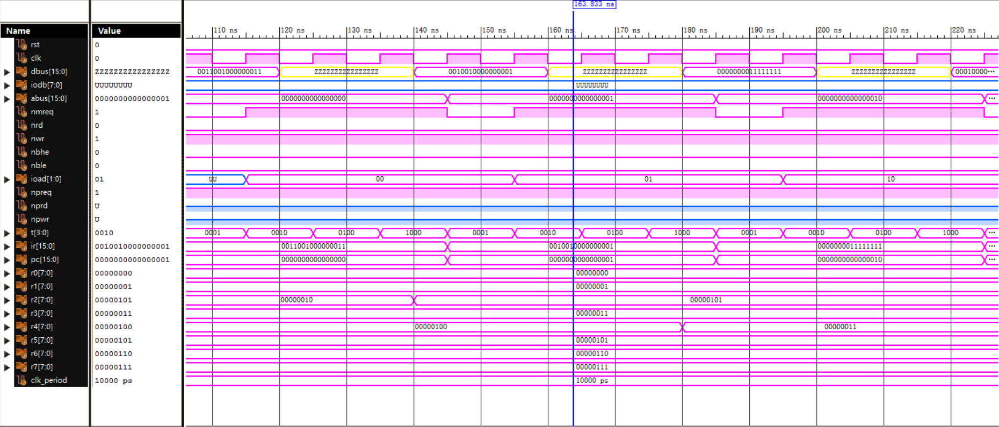 163.833 ns
Name Value 110 ns 120 ns 130 ns 140 ns 150 ns 160 ns 170 ns 180 ns 190 ns 200 ns 210 ns 220 ns
rst 0
clk 0
dbus[15:0] ZZZZZZZZZZZZZZZZ 0011001000000011 ZZZZZZZZZZZZZZZZ 0010010000000001 ZZZZZZZZZZZZZZZZ 0000000011111111 ZZZZZZZZZZZZZZZZ 00010000...
iodb[7:0] UUUUUUUU UUUUUUUU
abus[15:0] 0000000000000001 0000000000000000 0000000000000001 0000000000000010 ...
nmreq 1
nrd 0
nwr 1
nbhe 0
nble 0
ioad[1:0] 01 UU 00 01 10
npreq 1
nprd U
npwr U
t[3:0] 0010 0001 0010 0100 1000 0001 0010 0100 1000 0001 0010 0100 1000 ...
ir[15:0] 0010010000000001 0011001000000011 0010010000000001 0000000011111111 ...
pc[15:0] 0000000000000001 0000000000000000 0000000000000001 0000000000000010 ...
r0[7:0] 00000000 00000000
r1[7:0] 00000001 00000001
r2[7:0] 00000101 00000010 00000101
r3[7:0] 00000011 00000011
r4[7:0] 00000100 00000100 00000011
r5[7:0] 00000101 00000101
r6[7:0] 00000110 00000110
r7[7:0] 00000111 00000111
clk_period 10000 ps 10000 ps